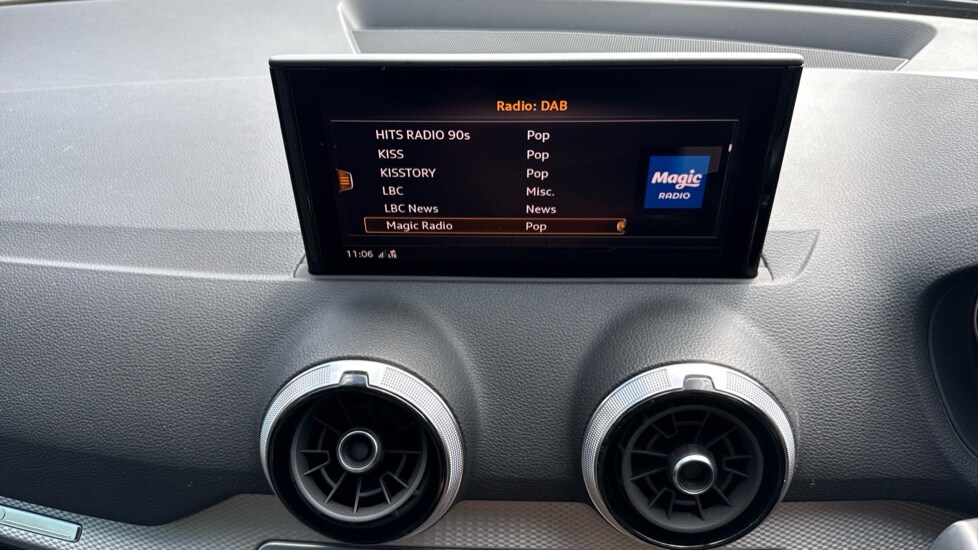 Radio: DAB
HITS RADIO 90s Pop
KISS Pop
KISSTORY Pop
LBC Misc.
LBC News News
Magic Radio Pop
Magic
RADIO
11:06